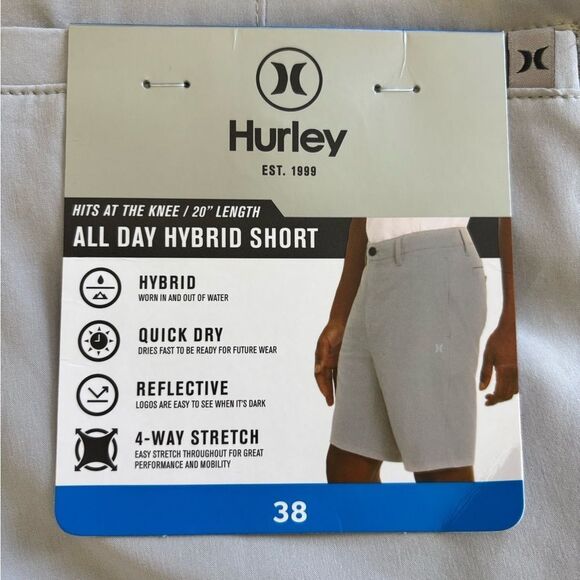 Hurley
EST. 1999
HITS AT THE KNEE / 20" LENGTH
ALL DAY HYBRID SHORT
HYBRID
WORN IN AND OUT OF WATER
QUICK DRY
DRIES FAST TO BE READY FOR FUTURE WEAR
REFLECTIVE
LOGOS ARE EASY TO SEE WHEN IT'S DARK
4-WAY STRETCH
EASY STRETCH THROUGHOUT FOR GREAT
PERFORMANCE AND MOBILITY
38